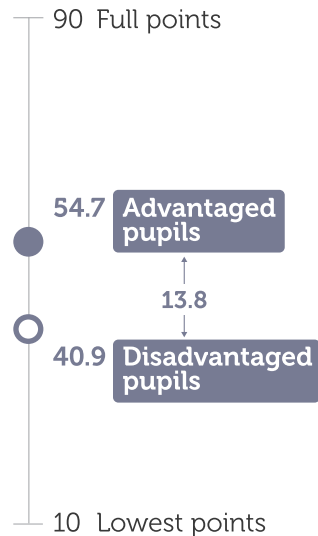 90 Full points
54.7 Advantaged
pupils
13.8
40.9 Disadvantaged
pupils
10 Lowest points